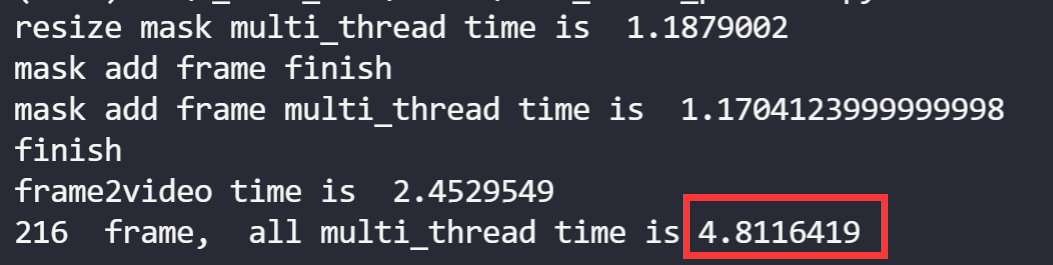 resize mask multi_thread time is 1.1879002
mask add frame finish
mask add frame multi_thread time is 1.1704123999999998
finish
frame2video time is 2.4529549
216 frame, all multi_thread time is 4.8116419